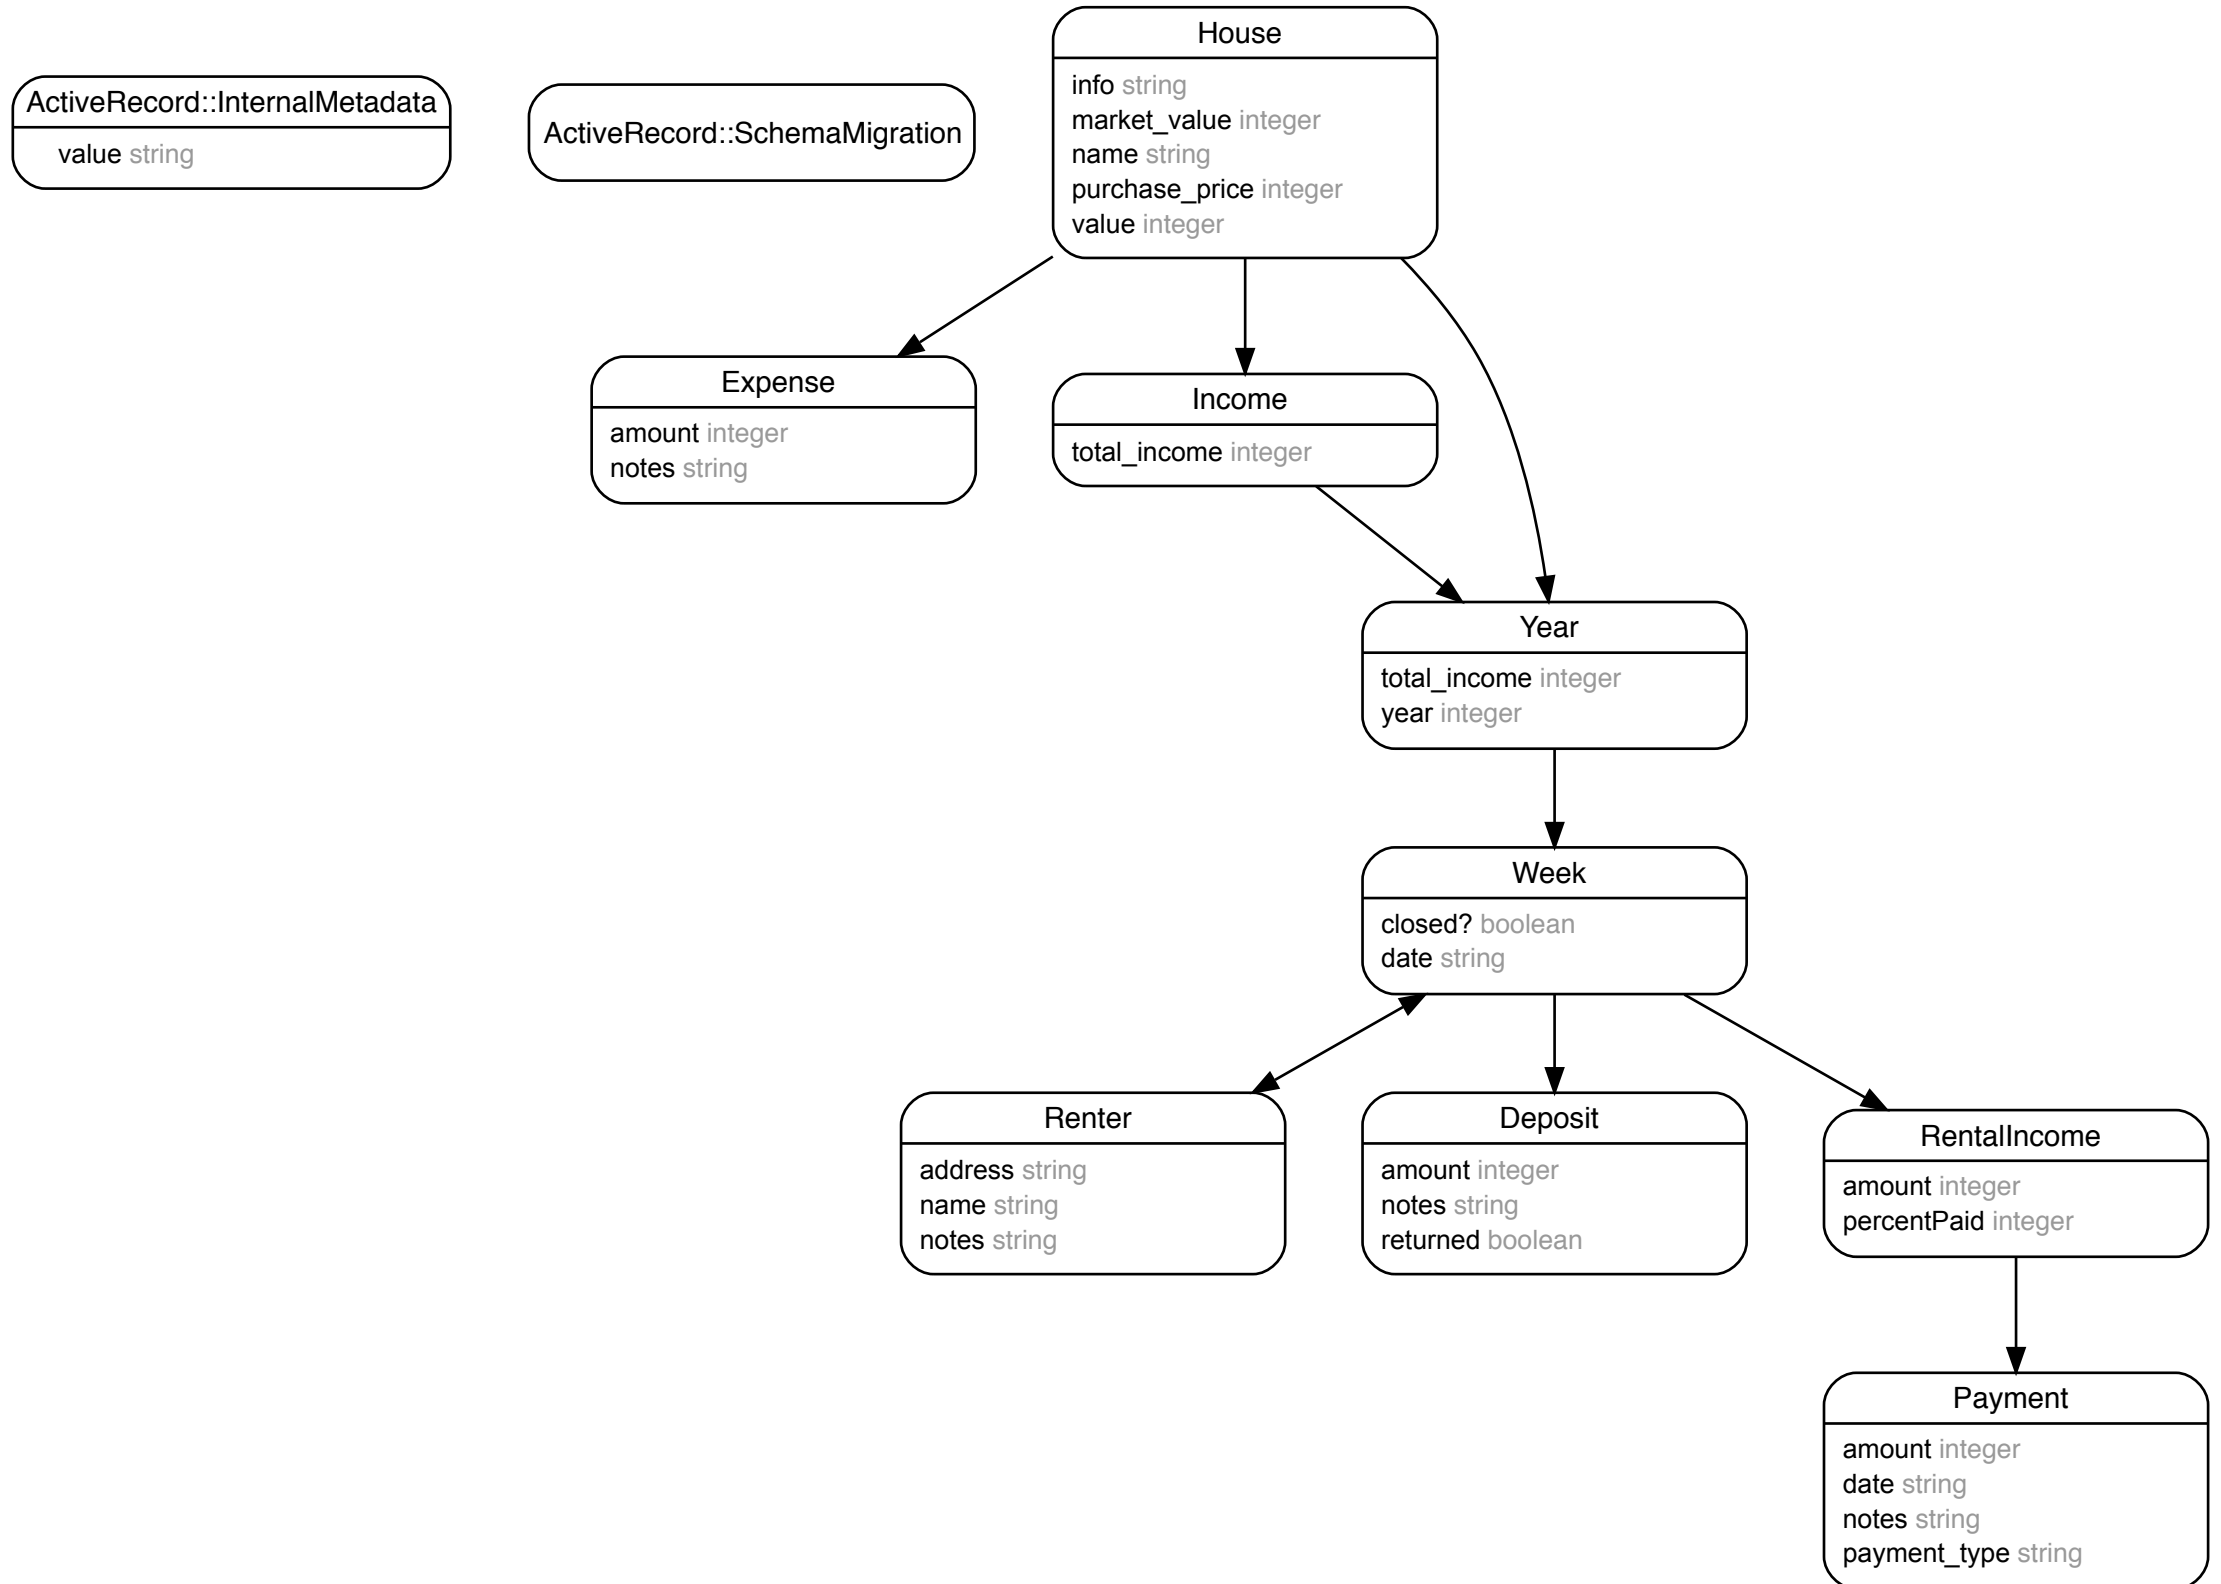 ActiveRecord::InternalMetadata
value string
ActiveRecord::SchemaMigration
House
info string
market_value integer
name string
purchase_price integer
value integer
Expense
amount integer
notes string
Income
total_income integer
Year
total_income integer
year integer
Week
closed? boolean
date string
Renter
address string
name string
notes string
Deposit
amount integer
notes string
returned boolean
RentalIncome
amount integer
percentPaid integer
Payment
amount integer
date string
notes string
payment_type string